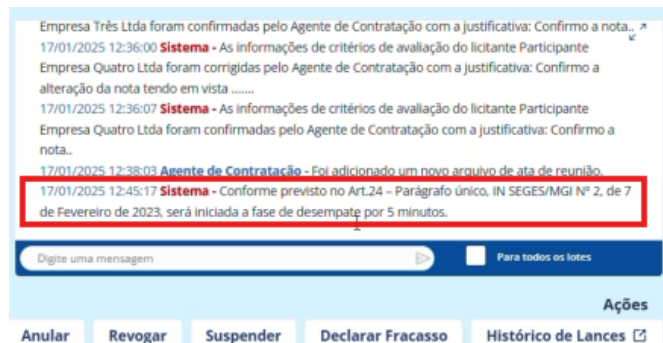 Empresa Três Ltda foram confirmadas pelo Agente de Contratação com a justificativa: Confirmo a nota..
17/01/2025 12:36:00 Sistema - As informações de critérios de avaliação do licitante Participante
Empresa Quatro Ltda foram corrigidas pelo Agente de Contratação com a justificativa: Confirmo a
alteração da nota tendo em vista .......
17/01/2025 12:36:07 Sistema - As informações de critérios de avaliação do licitante Participante
Empresa Quatro Ltda foram confirmadas pelo Agente de Contratação com a justificativa: Confirmo a
nota..
17/01/2025 12:38:03 Agente de Contratação - Foi adicionado um novo arquivo de ata de reunião.
17/01/2025 12:45:17 Sistema - Conforme previsto no Art.24 – Parágrafo único, IN SEGES/MGI Nº 2, de 7
de Fevereiro de 2023, será iniciada a fase de desempate por 5 minutos.
Digite uma mensagem
Para todos os lotes
Ações
Anular Revogar Suspender Declarar Fracasso Histórico de Lances